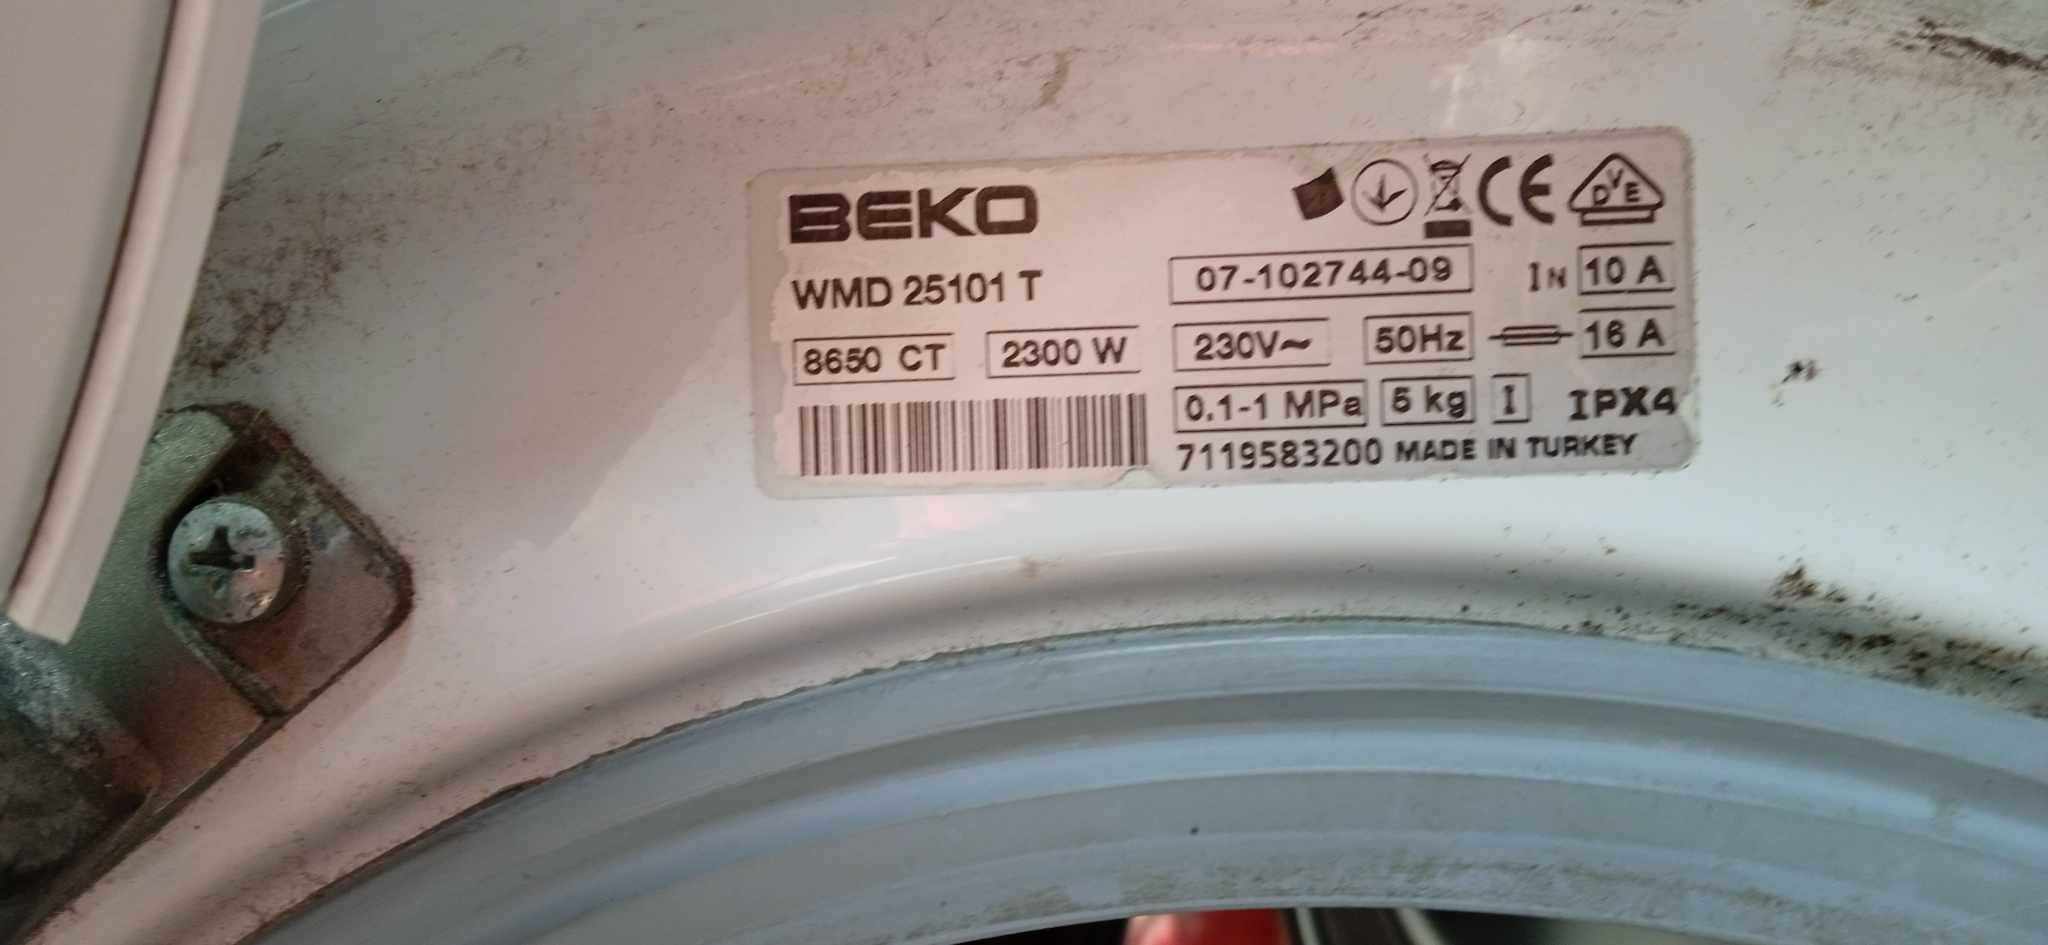 BEKO
DVE
WMD 25101 T
07-102744-09
IN 10 A
8650 CT
2300 W
230V~
50Hz
16 A
0.1-1 MPa
5 kg
I
IPX4
7119583200 MADE IN TURKEY